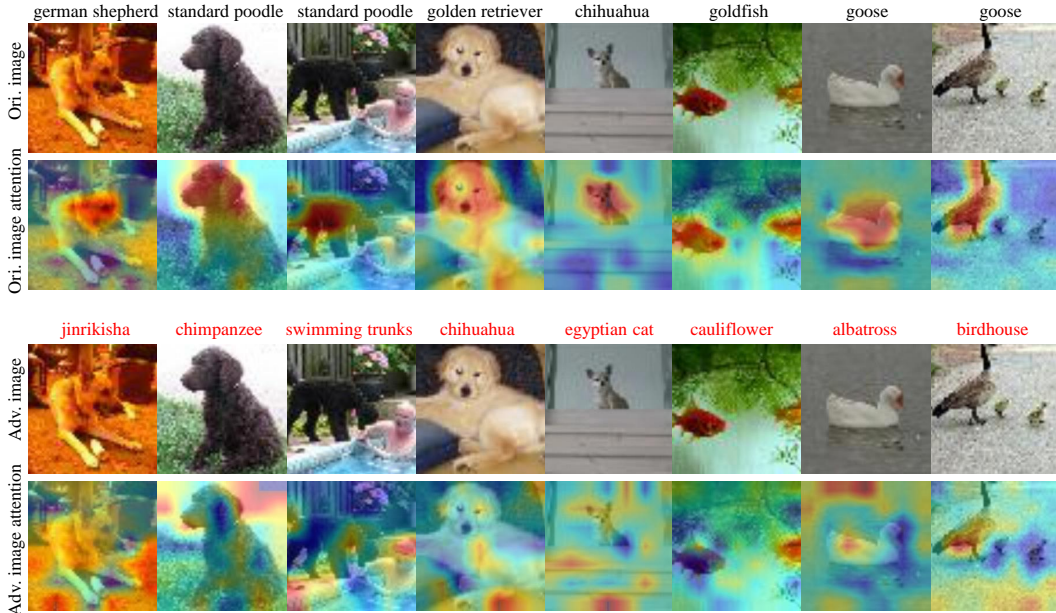 german shepherd standard poodle standard poodle golden retriever chihuahua goldfish goose goose
Ori. image
Ori. image attention
jinrikisha chimpanzee swimming trunks chihuahua egyptian cat cauliflower albatross birdhouse
Adv. image
Adv. image attention